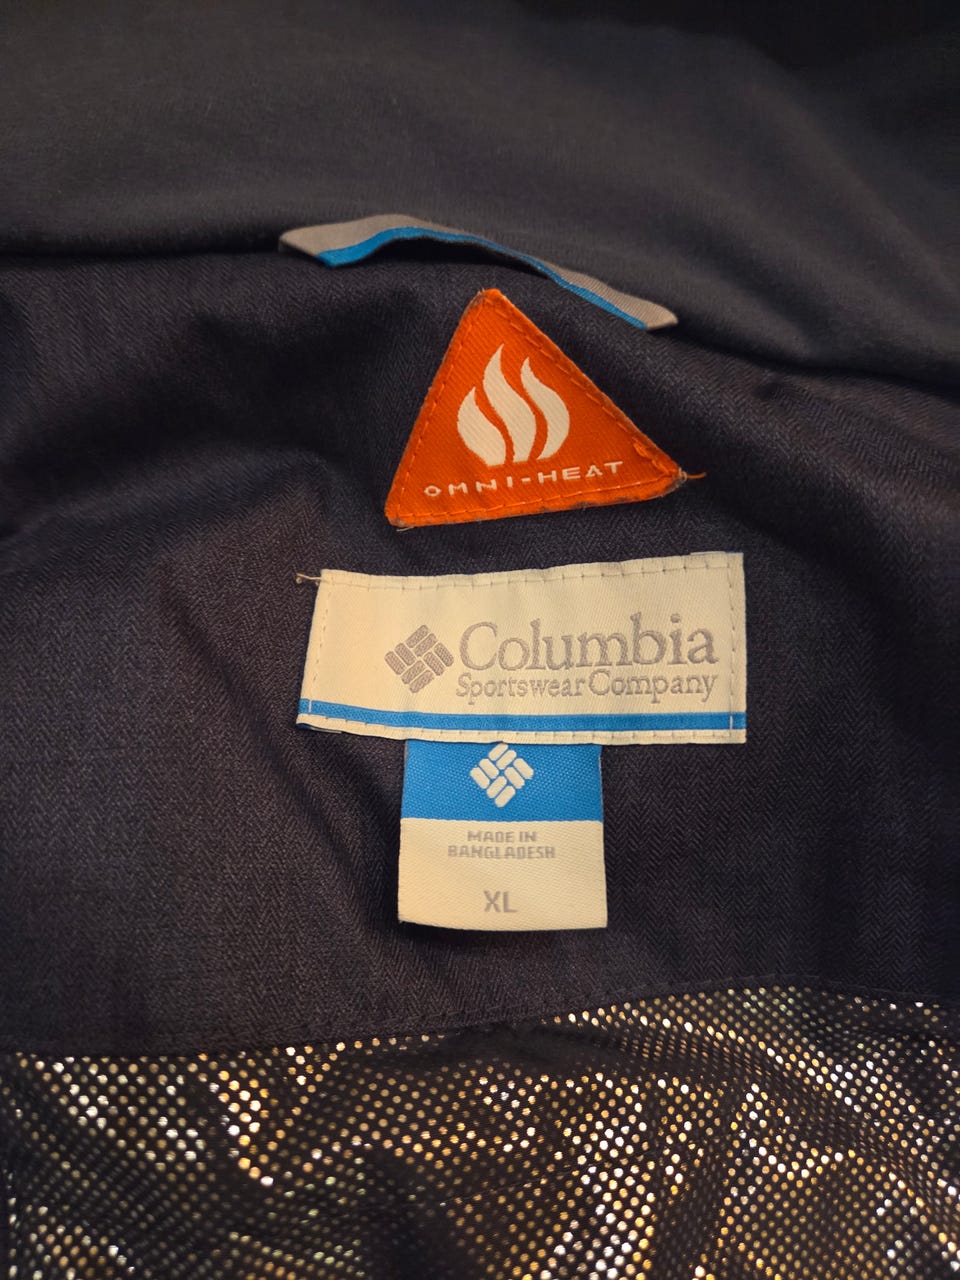 OMNI-HEAT
Columbia
Sportswear Company
MADE IN
BANGLADESH
XL